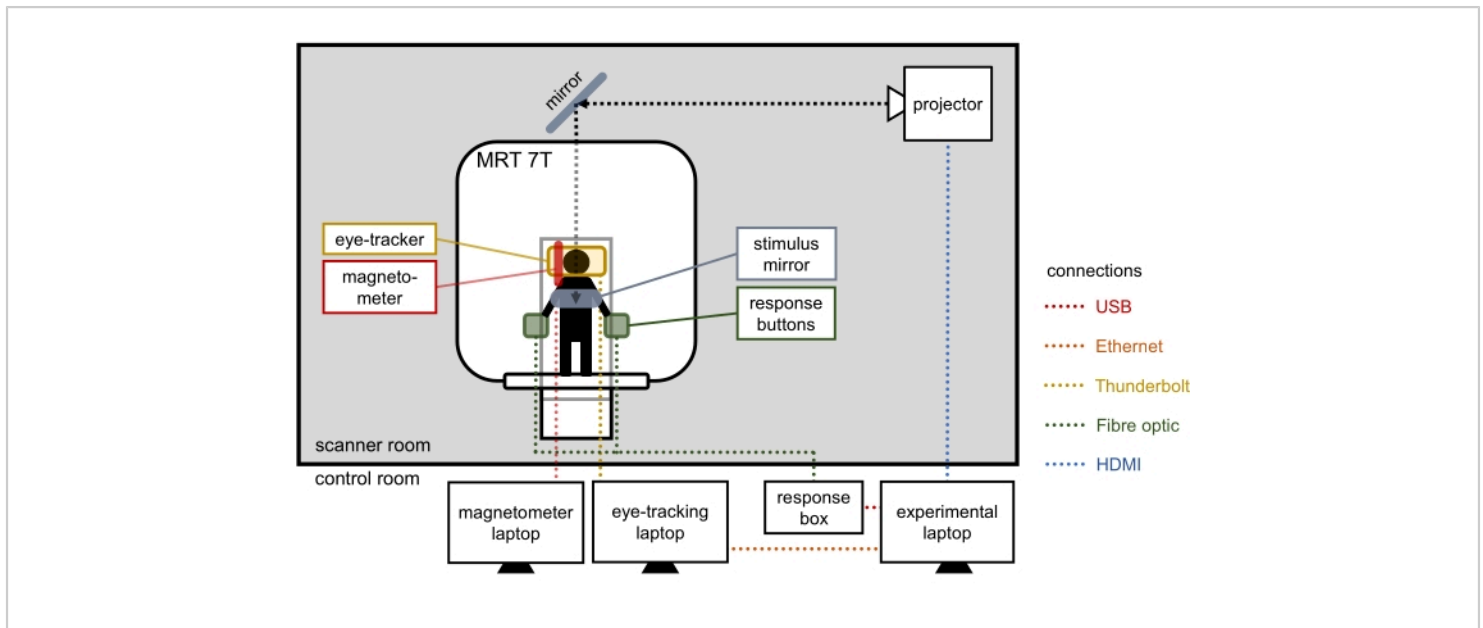 mirror
projector
MRT 7T
eye-tracker
magneto-
meter
stimulus
mirror
response
buttons
connections
USB
Ethernet
Thunderbolt
Fibre optic
HDMI
scanner room
control room
magnetometer
laptop
eye-tracking
laptop
response
box
experimental
laptop